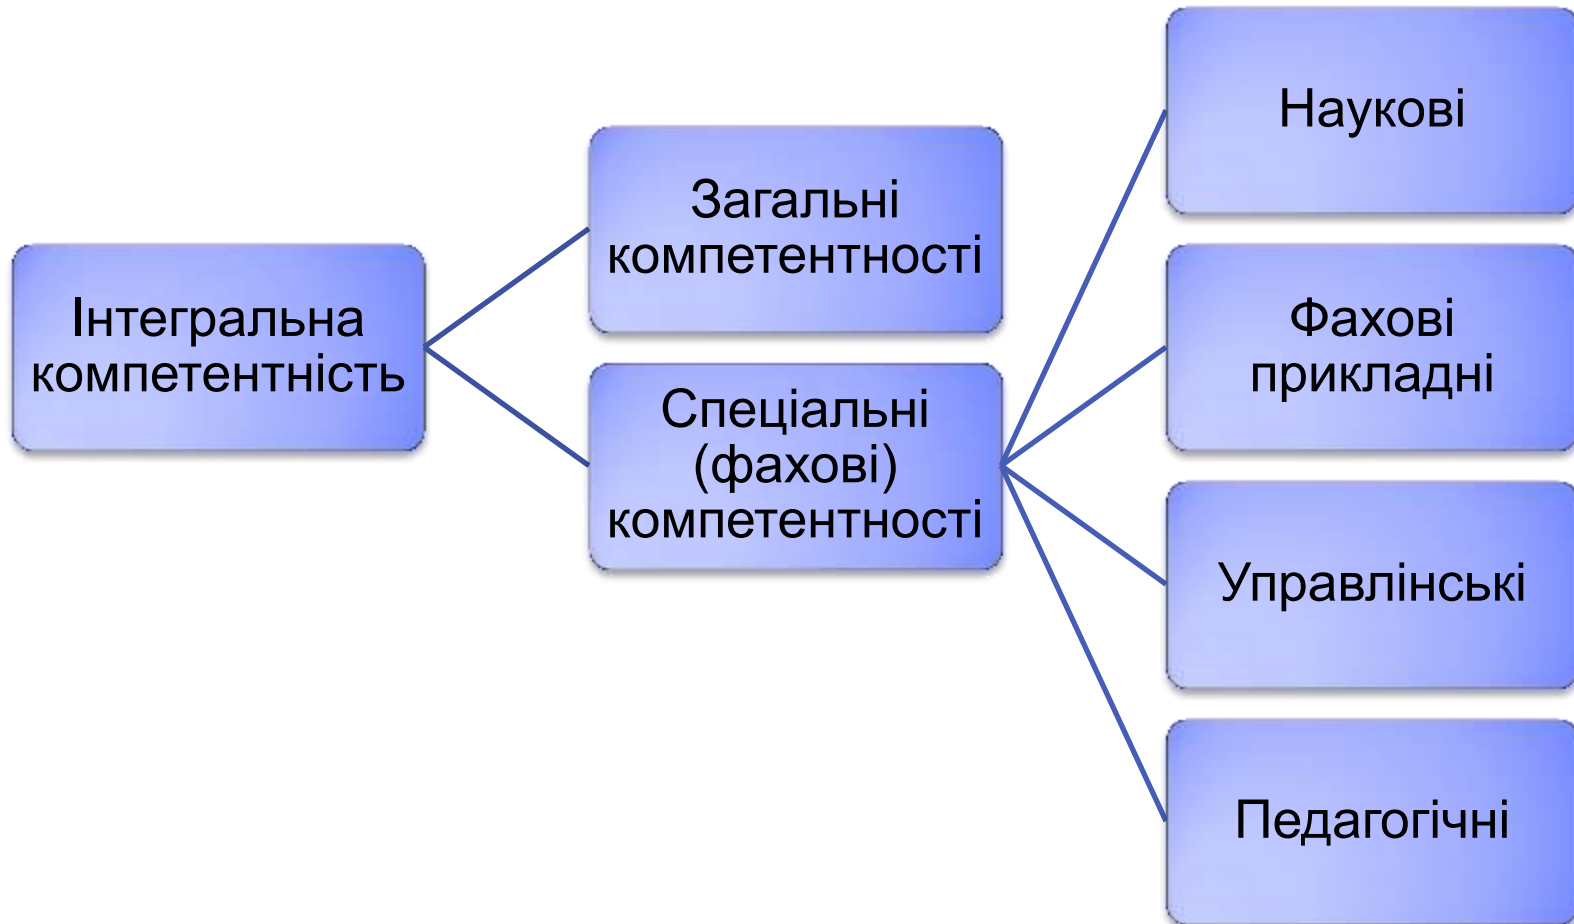 Інтегральна
компетентність
Загальні
компетентності
Спеціальні
(фахові)
компетентності
Наукові
Фахові
прикладні
Управлінські
Педагогічні